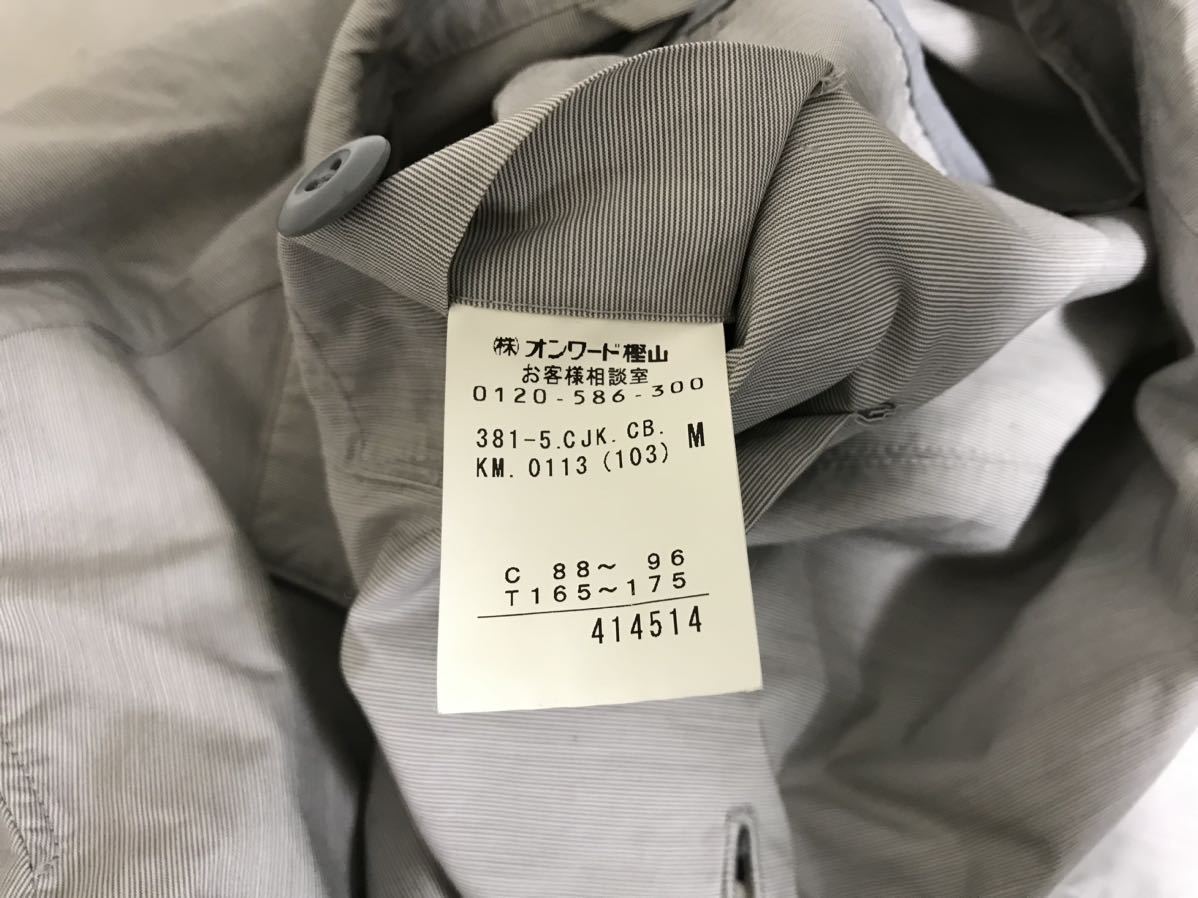 ㈱オンワード樫山
お客様相談室
0120-586-300
381-5.CJK.CB. M
KM.0113(103)
C 88～ 96
T165～175
414514